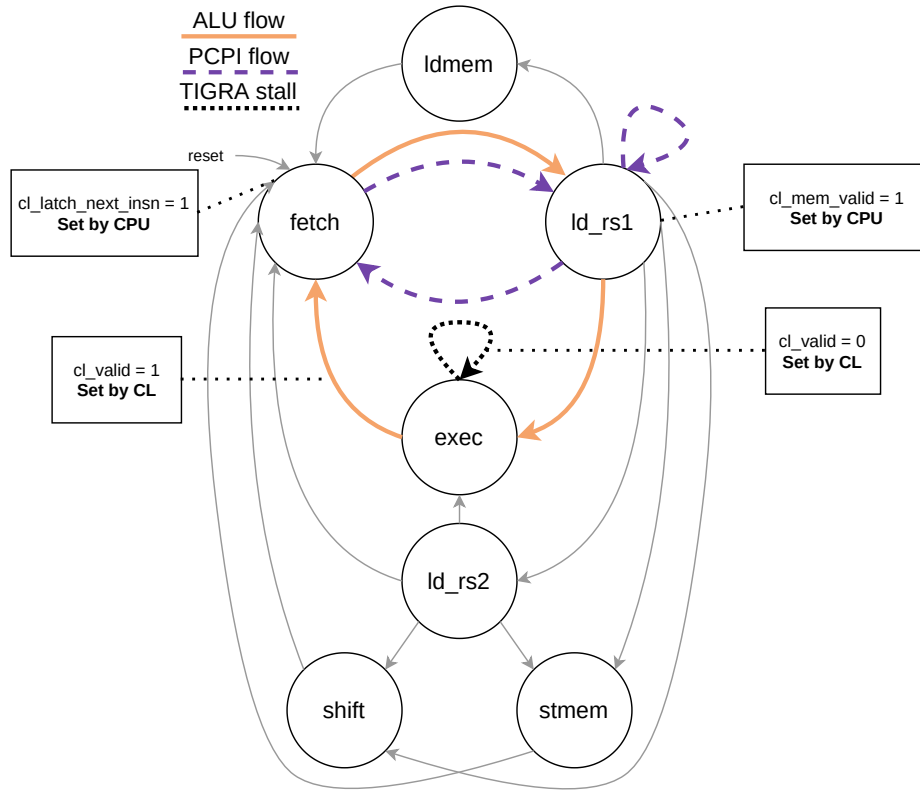 ALU flow
PCPI flow
TIGRA stall
ldmem
reset
cl_latch_next_insn = 1
Set by CPU
fetch
ld_rs1
cl_mem_valid = 1
Set by CPU
cl_valid = 1
Set by CL
cl_valid = 0
Set by CL
exec
ld_rs2
shift
stmem